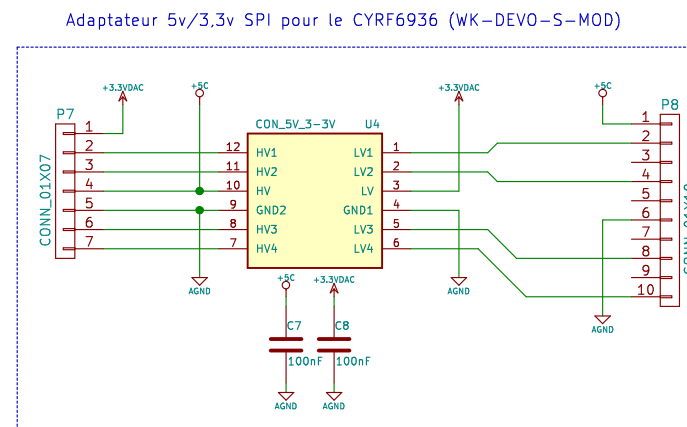 Adaptateur 5v/3,3v SPI pour le CYRF6936 (WK-DEVO-S-MOD)
+3.3VDAC
+5C
+3.3VDAC
+5C
P7
CON_5V_3-3V
U4
P8
CONN_01X07
1
2
3
4
5
6
7
12
11
10
9
8
7
HV1
HV2
HV
GND2
HV3
HV4
LV1
LV2
LV
GND1
LV3
LV4
1
2
3
4
5
6
1
2
3
4
5
6
7
8
9
10
AGND
+5C
+3.3VDAC
AGND
AGND
C7
100nF
C8
100nF
AGND
AGND